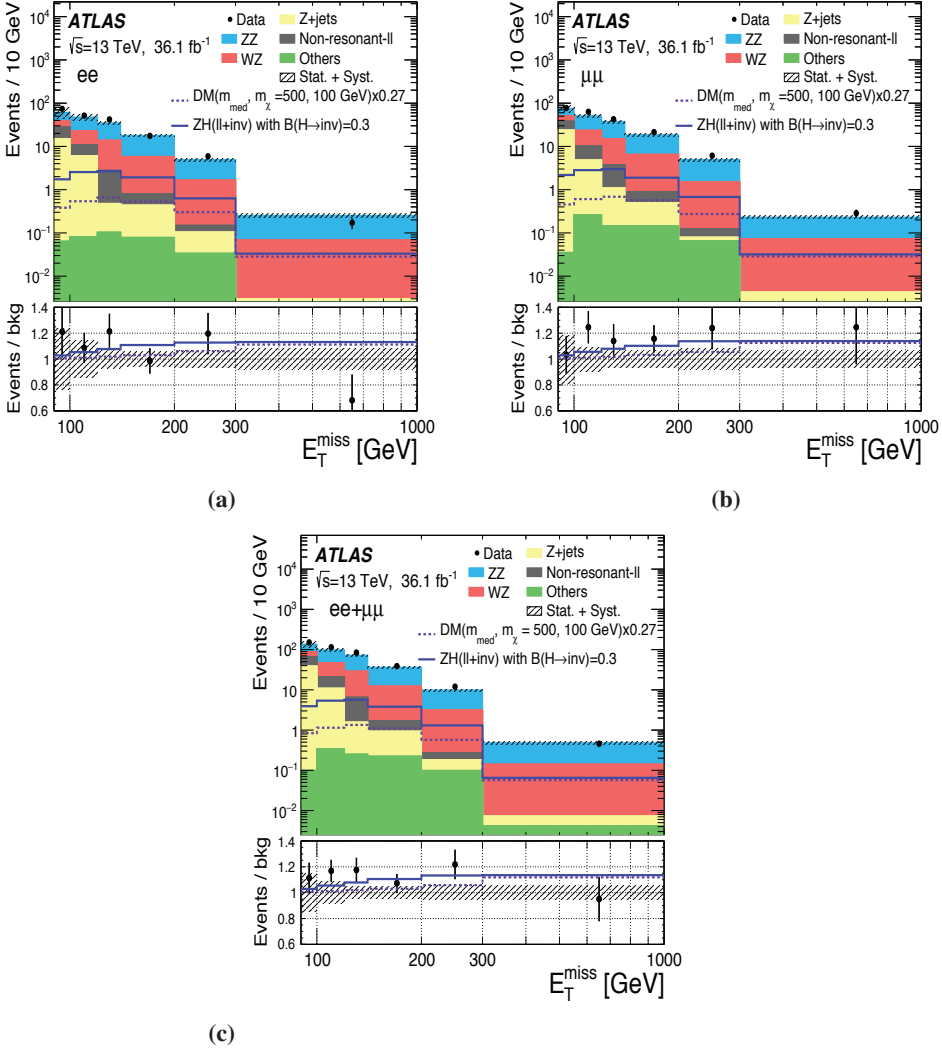 ATLAS
√s=13 TeV, 36.1 fb⁻¹
ee
Data
ZZ
WZ
Z+jets
Non-resonant-ll
Others
Stat. + Syst.
DM(m_med, m_χ =500, 100 GeV)x0.27
ZH(ll+inv) with B(H→inv)=0.3
Events / 10 GeV
10⁴
10³
10²
10
1
10⁻¹
10⁻²
Events / bkg
1.4
1.2
1
0.8
0.6
100 200 300 1000
E_T^miss [GeV]
(a)
ATLAS
√s=13 TeV, 36.1 fb⁻¹
μμ
Data
ZZ
WZ
Z+jets
Non-resonant-ll
Others
Stat. + Syst.
DM(m_med, m_χ =500, 100 GeV)x0.27
ZH(ll+inv) with B(H→inv)=0.3
Events / 10 GeV
10⁴
10³
10²
10
1
10⁻¹
10⁻²
Events / bkg
1.4
1.2
1
0.8
0.6
100 200 300 1000
E_T^miss [GeV]
(b)
ATLAS
√s=13 TeV, 36.1 fb⁻¹
ee+μμ
Data
ZZ
WZ
Z+jets
Non-resonant-ll
Others
Stat. + Syst.
DM(m_med, m_χ = 500, 100 GeV)x0.27
ZH(ll+inv) with B(H→inv)=0.3
Events / 10 GeV
10⁴
10³
10²
10
1
10⁻¹
10⁻²
Events / bkg
1.4
1.2
1
0.8
0.6
100 200 300 1000
E_T^miss [GeV]
(c)